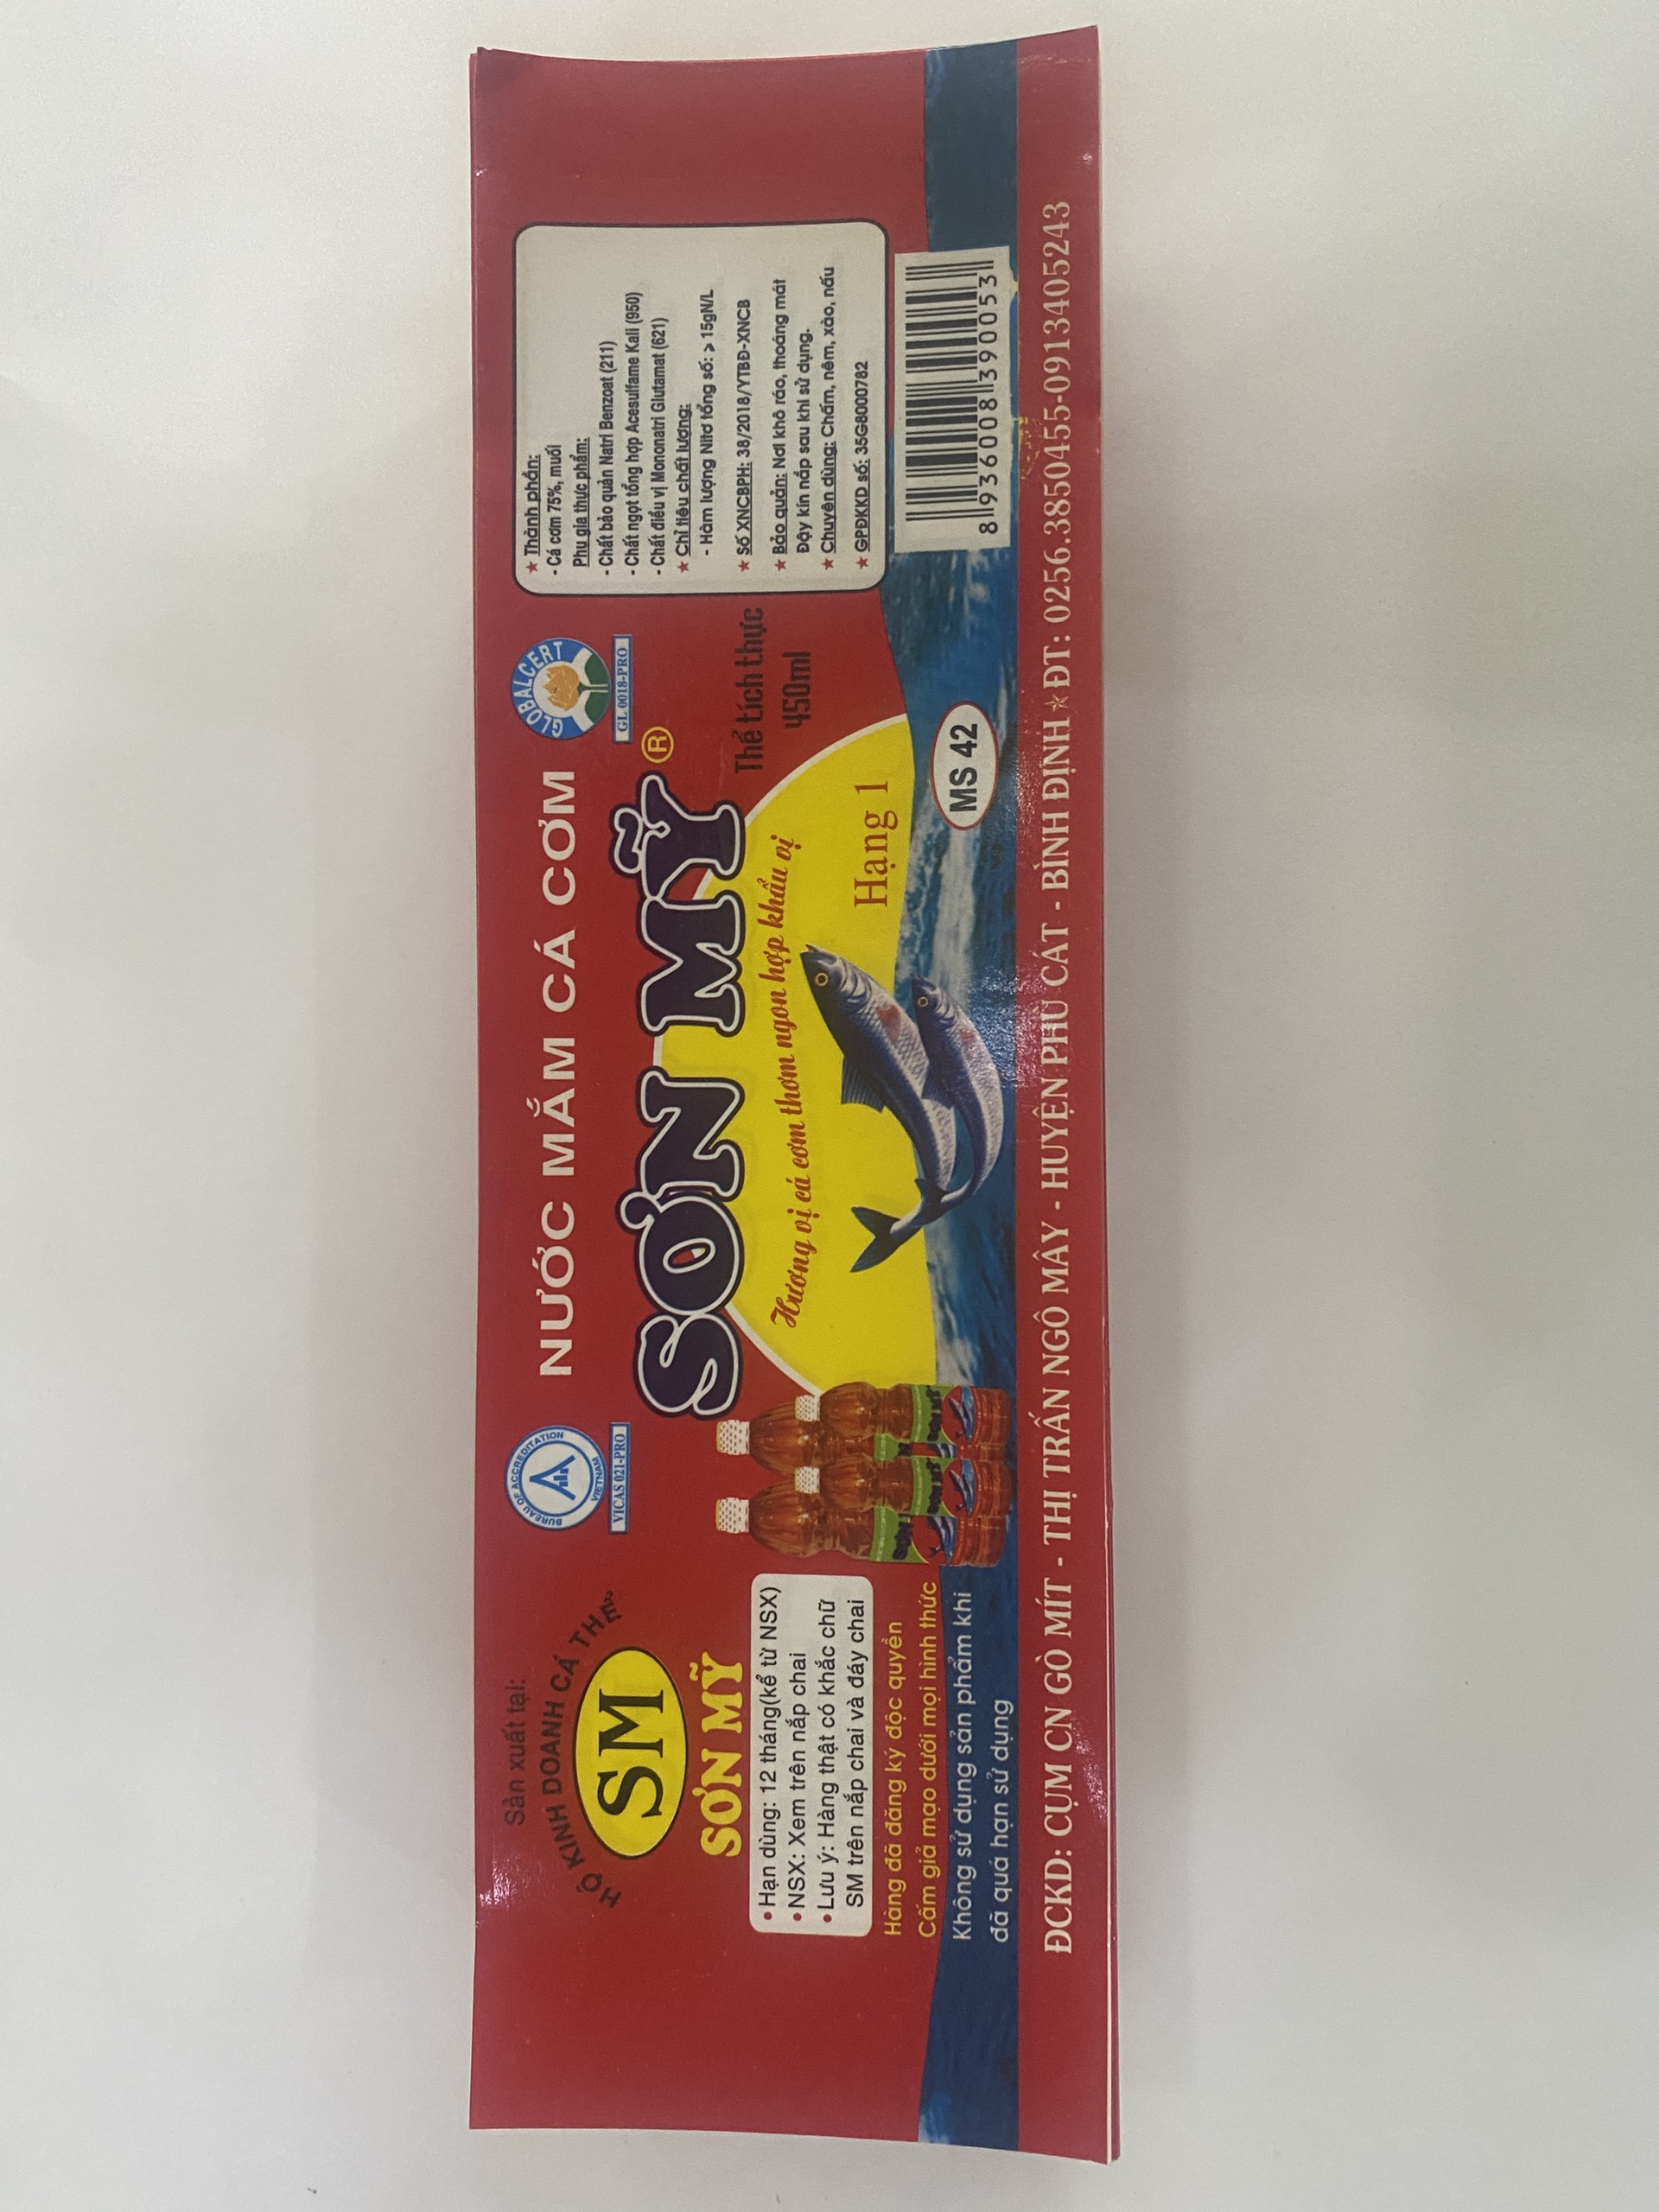 Sản xuất tại:
HỘ KINH DOANH CÁ THỂ
SM
SƠN MỸ
•Hạn dùng: 12 tháng(kể từ NSX)
•NSX: Xem trên nắp chai
•Lưu ý: Hàng thật có khắc chữ
SM trên nắp chai và đáy chai
Hàng đã đăng ký độc quyền
Cấm giả mạo dưới mọi hình thức
Không sử dụng sản phẩm khi
đã quá hạn sử dụng
BUREAU OF ACCREDITATION
VIETNAM
VICAS 021-PRO
NƯỚC MẮM CÁ CƠM
GLOBALCERT
GL 0018-PRO
SƠN MỸ ®
Hương vị cá cơm thơm ngon hợp khẩu vị
Thể tích thực
450ml
Hạng 1
MS 42
SƠN MỸ
SƠN MỸ
★ Thành phần:
- Cá cơm 75%, muối
Phụ gia thực phẩm:
- Chất bảo quản Natri Benzoat (211)
- Chất ngọt tổng hợp Acesulfame Kali (950)
- Chất điều vị Mononatri Glutamat (621)
★ Chỉ tiêu chất lượng:
- Hàm lượng Nitơ tổng số: ⩾ 15gN/L
★ Số XNCBPH: 38/2018/YTBĐ-XNCB
★ Bảo quản: Nơi khô ráo, thoáng mát
Đậy kín nắp sau khi sử dụng.
★ Chuyên dùng: Chấm, nêm, xào, nấu
★ GPĐKKD số: 35G8000782
8 936008 390053
ĐCKD: CỤM CN GÒ MÍT - THỊ TRẤN NGÔ MÂY - HUYỆN PHÙ CÁT - BÌNH ĐỊNH ★ ĐT: 0256.3850455-0913405243